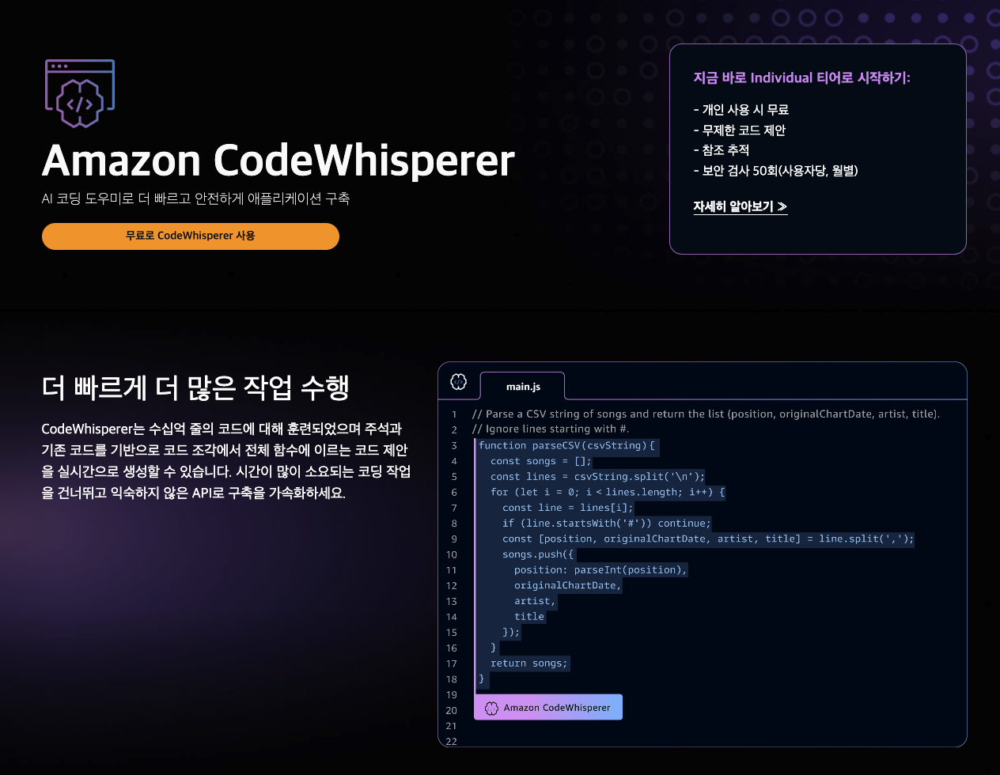 Amazon CodeWhisperer
AI 코딩 도우미로 더 빠르고 안전하게 애플리케이션 구축
무료로 CodeWhisperer 사용
지금 바로 Individual 티어로 시작하기:
- 개인 사용 시 무료
- 무제한 코드 제안
- 참조 추적
- 보안 검사 50회(사용자당, 월별)
자세히 알아보기 ≫
더 빠르게 더 많은 작업 수행
CodeWhisperer는 수십억 줄의 코드에 대해 훈련되었으며 주석과
기존 코드를 기반으로 코드 조각에서 전체 함수에 이르는 코드 제안
을 실시간으로 생성할 수 있습니다. 시간이 많이 소요되는 코딩 작업
을 건너뛰고 익숙하지 않은 API로 구축을 가속화하세요.
main.js
1 // Parse a CSV string of songs and return the list (position, originalChartDate, artist, title).
2 // Ignore lines starting with #.
3 function parseCSV(csvString){
4 const songs = [];
5 const lines = csvString.split('\n');
6 for (let i = 0; i < lines.length; i++) {
7 const line = lines[i];
8 if (line.startsWith('#')) continue;
9 const [position, originalChartDate, artist, title] = line.split(',');
10 songs.push({
11 position: parseInt(position),
12 originalChartDate,
13 artist,
14 title
15 });
16 }
17 return songs;
18 }
19
20 Amazon CodeWhisperer
21
22